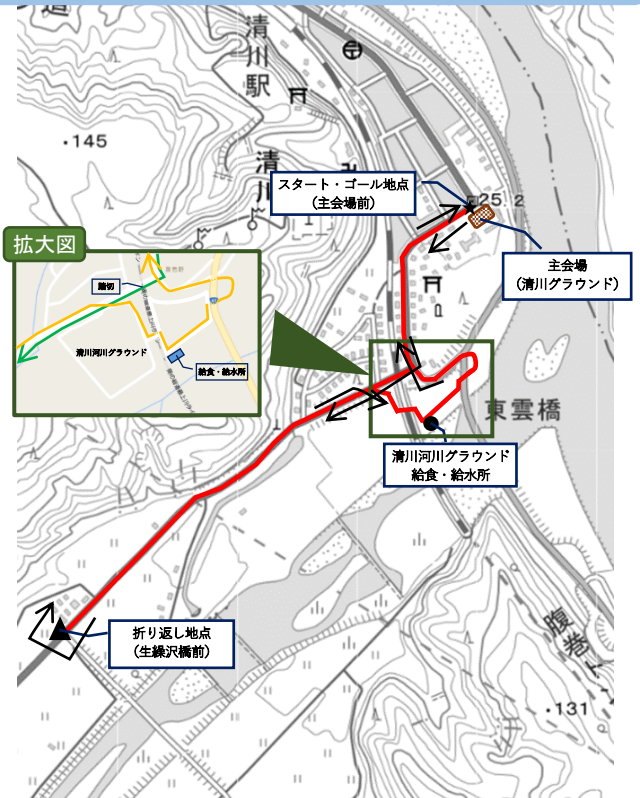 清川駅
・145
清川
スタート・ゴール地点
（主会場前）
25.2
拡大図
主会場
（清川グラウンド）
踏切
清川河川グラウンド
給食・給水所
47
東雲橋
清川河川グラウンド
給食・給水所
折り返し地点
（生繰沢橋前）
腹巻
・131